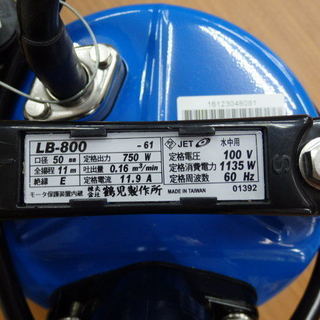 161Z3048061
LB-800 -61 JET 水中用
口径 50 mm 定格出力 750 W 定格電圧 100 V
全揚程 11 m 吐出量 0.16 m³/min 定格消費電力 1135 W
絶縁 E 定格電流 11.9 A 定格周波数 60 Hz
モータ保護装置内蔵 株式会社 鶴見製作所 MADE IN TAIWAN 01392